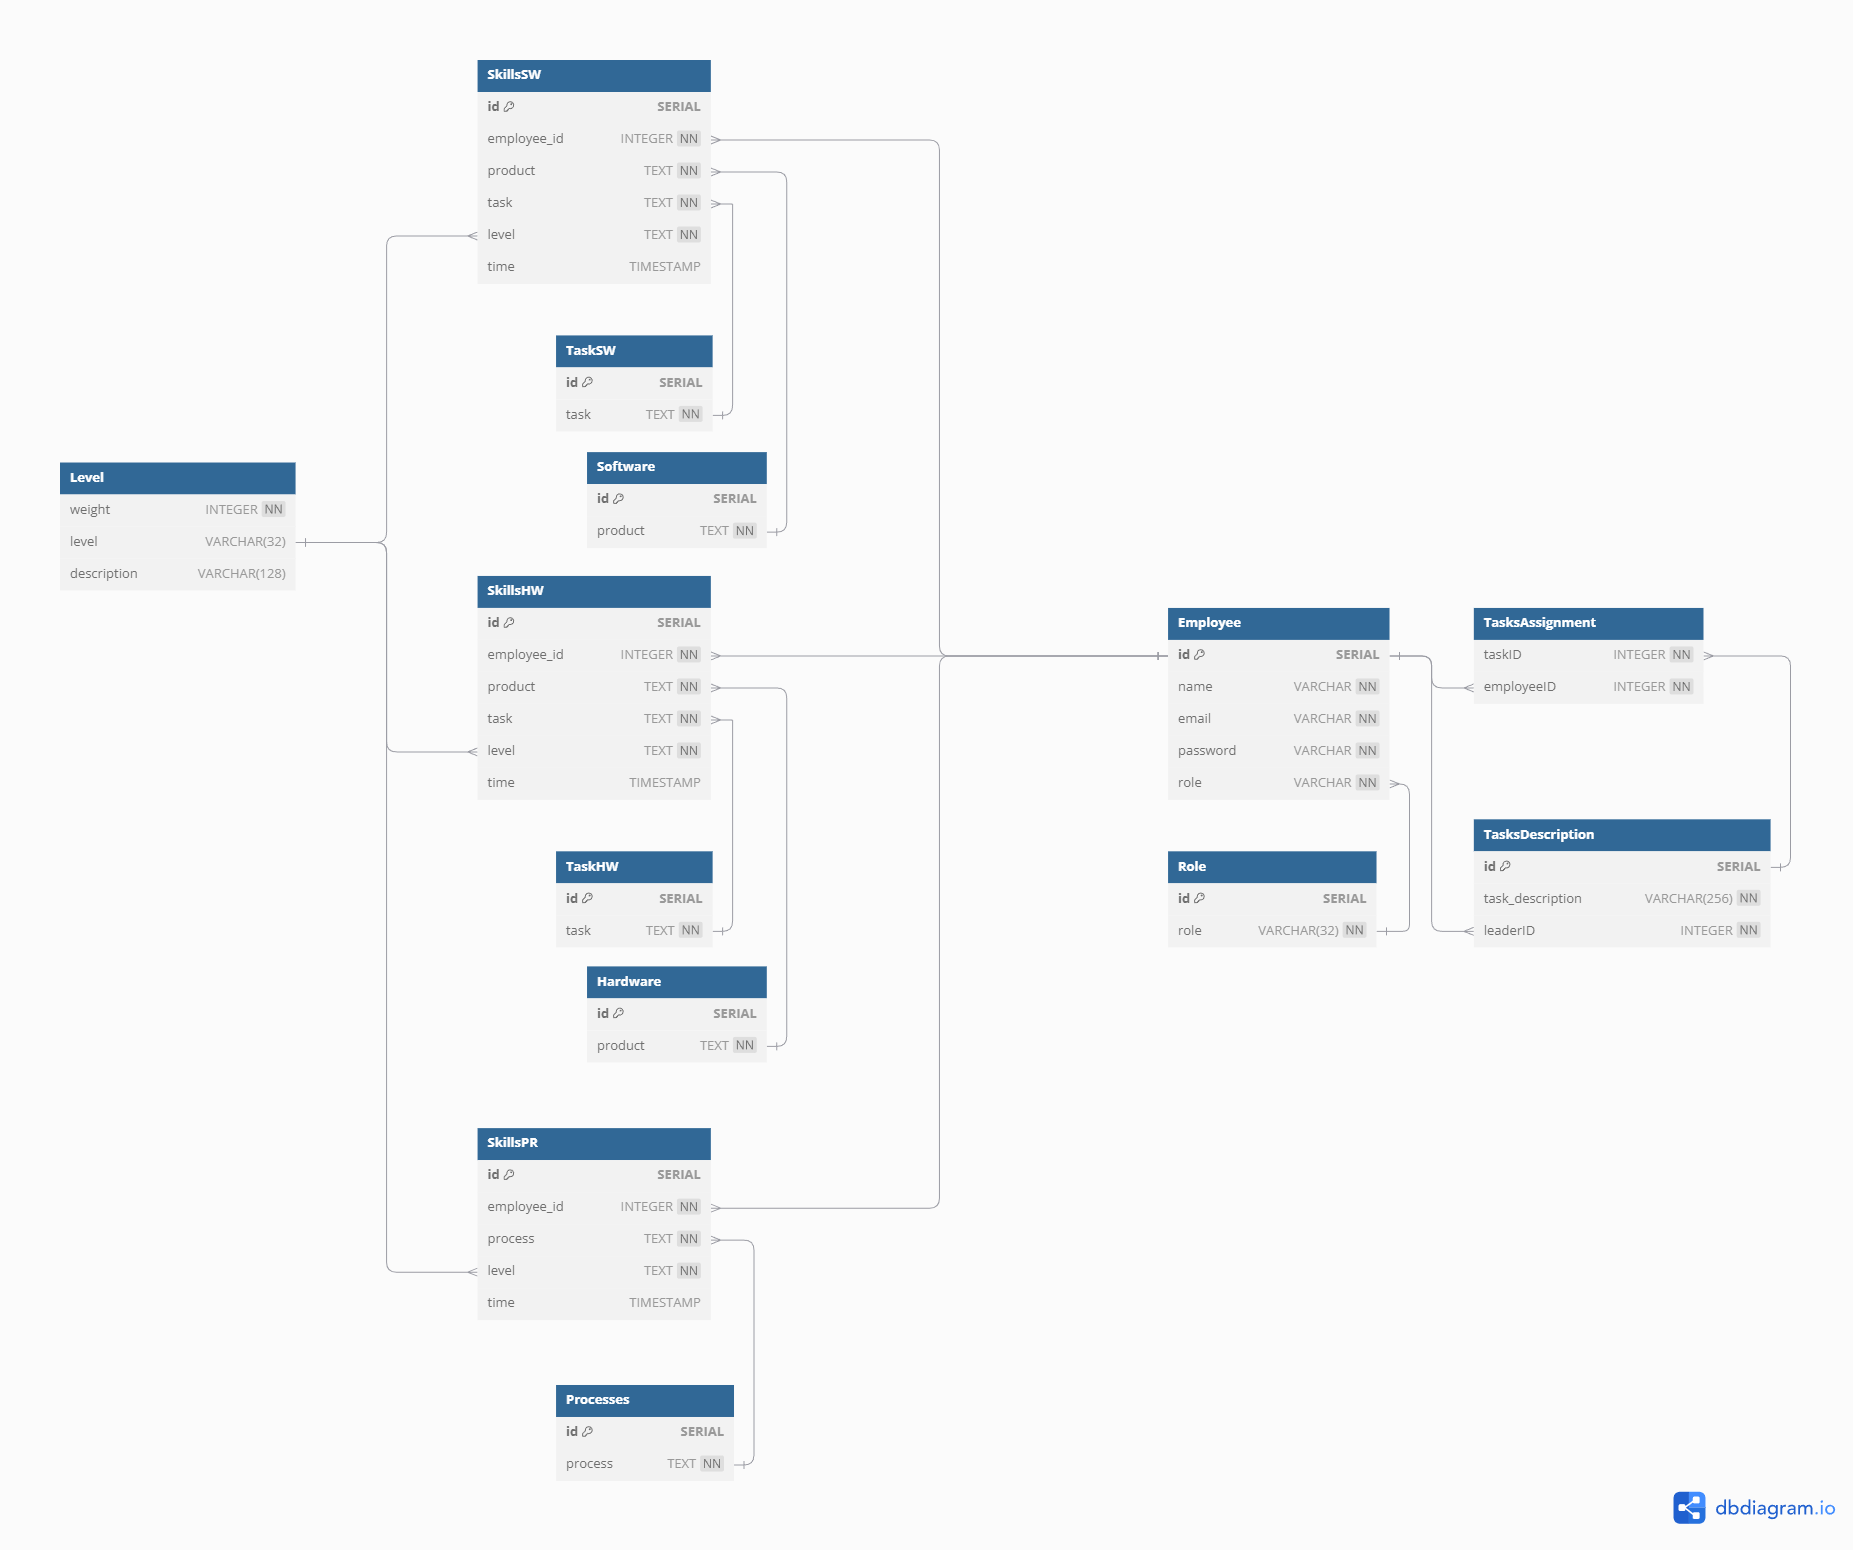 SkillsSW
id SERIAL
employee_id INTEGER NN
product TEXT NN
task TEXT NN
level TEXT NN
time TIMESTAMP
TaskSW
id SERIAL
task TEXT NN
Software
id SERIAL
product TEXT NN
Level
weight INTEGER NN
level VARCHAR(32)
description VARCHAR(128)
SkillsHW
id SERIAL
employee_id INTEGER NN
product TEXT NN
task TEXT NN
level TEXT NN
time TIMESTAMP
TaskHW
id SERIAL
task TEXT NN
Hardware
id SERIAL
product TEXT NN
Employee
id SERIAL
name VARCHAR NN
email VARCHAR NN
password VARCHAR NN
role VARCHAR NN
Role
id SERIAL
role VARCHAR(32) NN
TasksAssignment
taskID INTEGER NN
employeeID INTEGER NN
TasksDescription
id SERIAL
task_description VARCHAR(256) NN
leaderID INTEGER NN
SkillsPR
id SERIAL
employee_id INTEGER NN
process TEXT NN
level TEXT NN
time TIMESTAMP
Processes
id SERIAL
process TEXT NN
dbdiagram.io